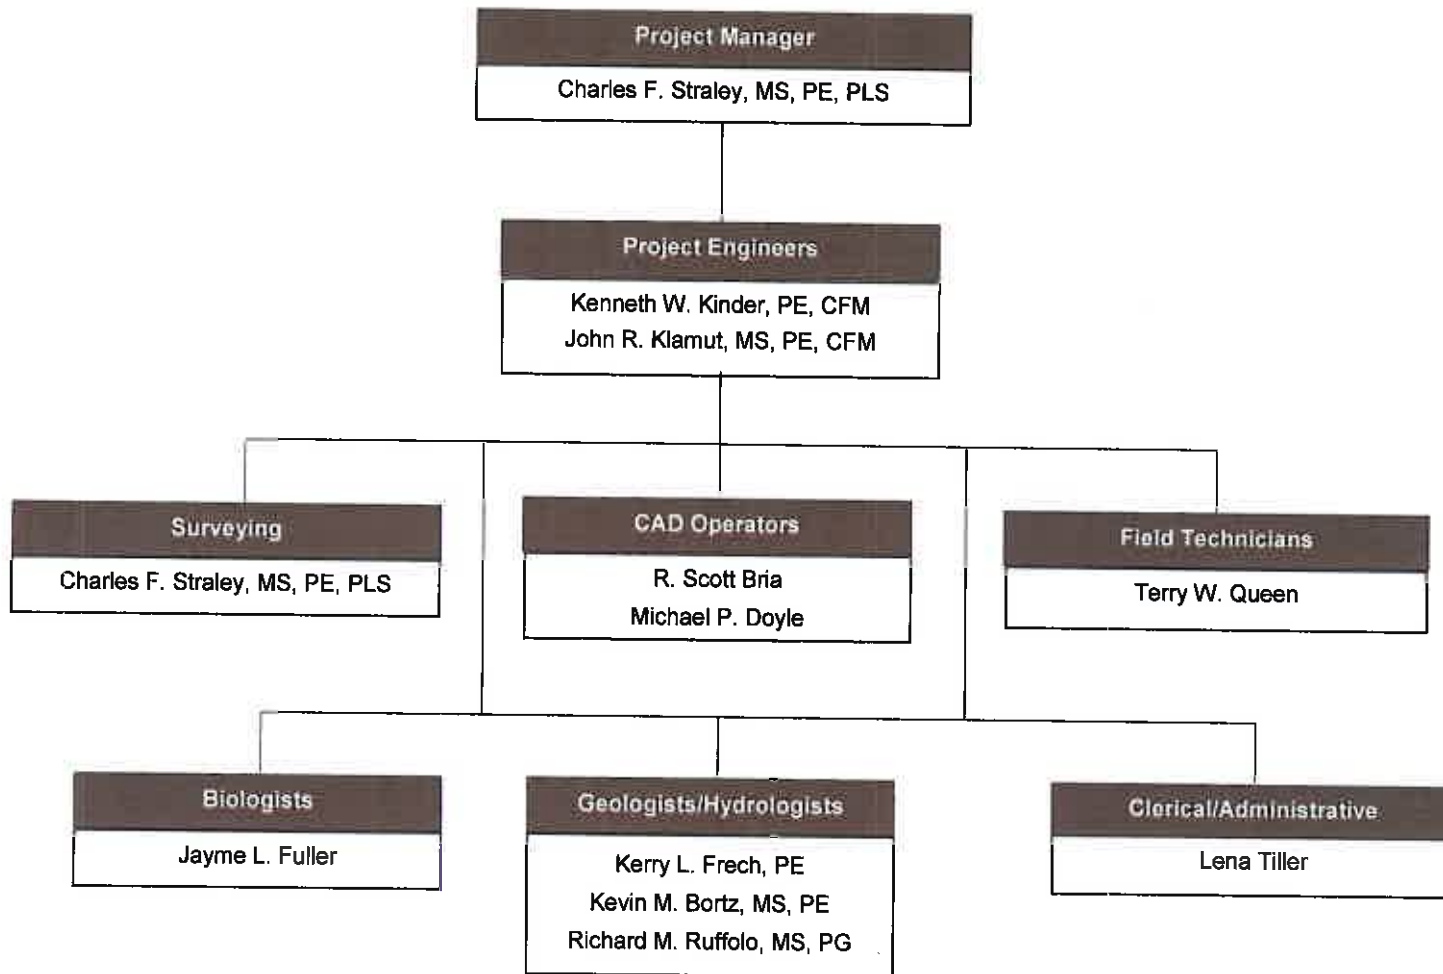 Project Manager
Charles F. Straley, MS, PE, PLS
Project Engineers
Kenneth W. Kinder, PE, CFM
John R. Klamut, MS, PE, CFM
Surveying
Charles F. Straley, MS, PE, PLS
CAD Operators
R. Scott Bria
Michael P. Doyle
Field Technicians
Terry W. Queen
Biologists
Jayme L. Fuller
Geologists/Hydrologists
Kerry L. Frech, PE
Kevin M. Bortz, MS, PE
Richard M. Ruffolo, MS, PG
Clerical/Administrative
Lena Tiller